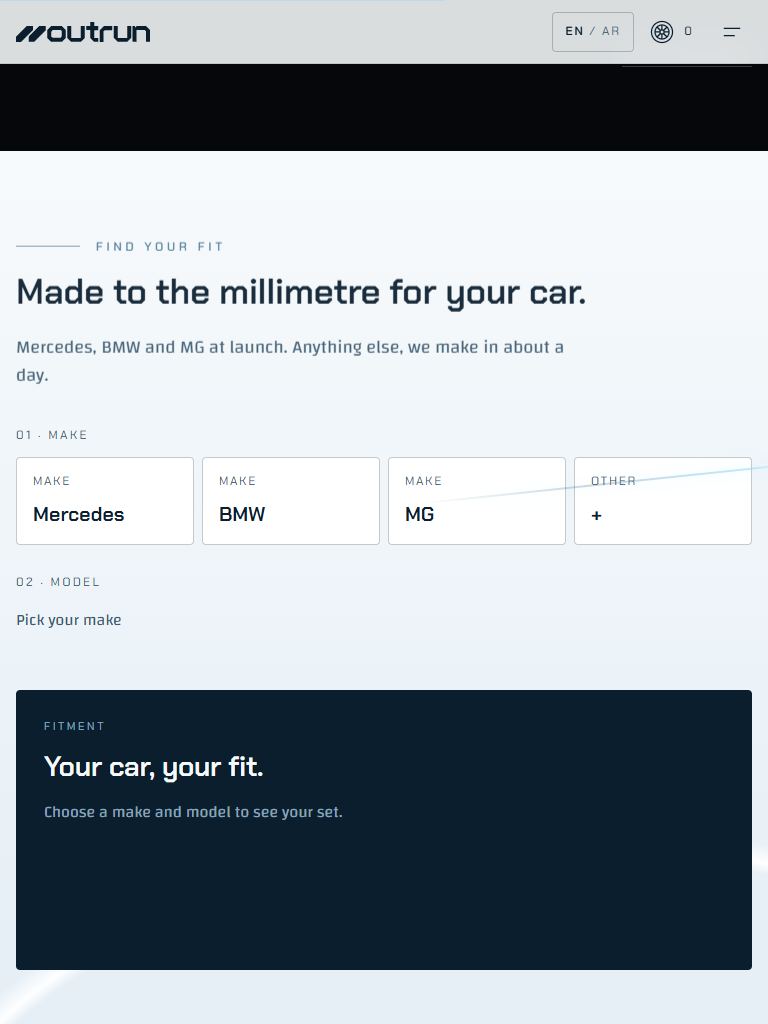 outrun
EN / AR
0
FIND YOUR FIT
Made to the millimetre for your car.
Mercedes, BMW and MG at launch. Anything else, we make in about a
day.
01 · MAKE
MAKE
Mercedes
MAKE
BMW
MAKE
MG
OTHER
+
02 · MODEL
Pick your make
FITMENT
Your car, your fit.
Choose a make and model to see your set.